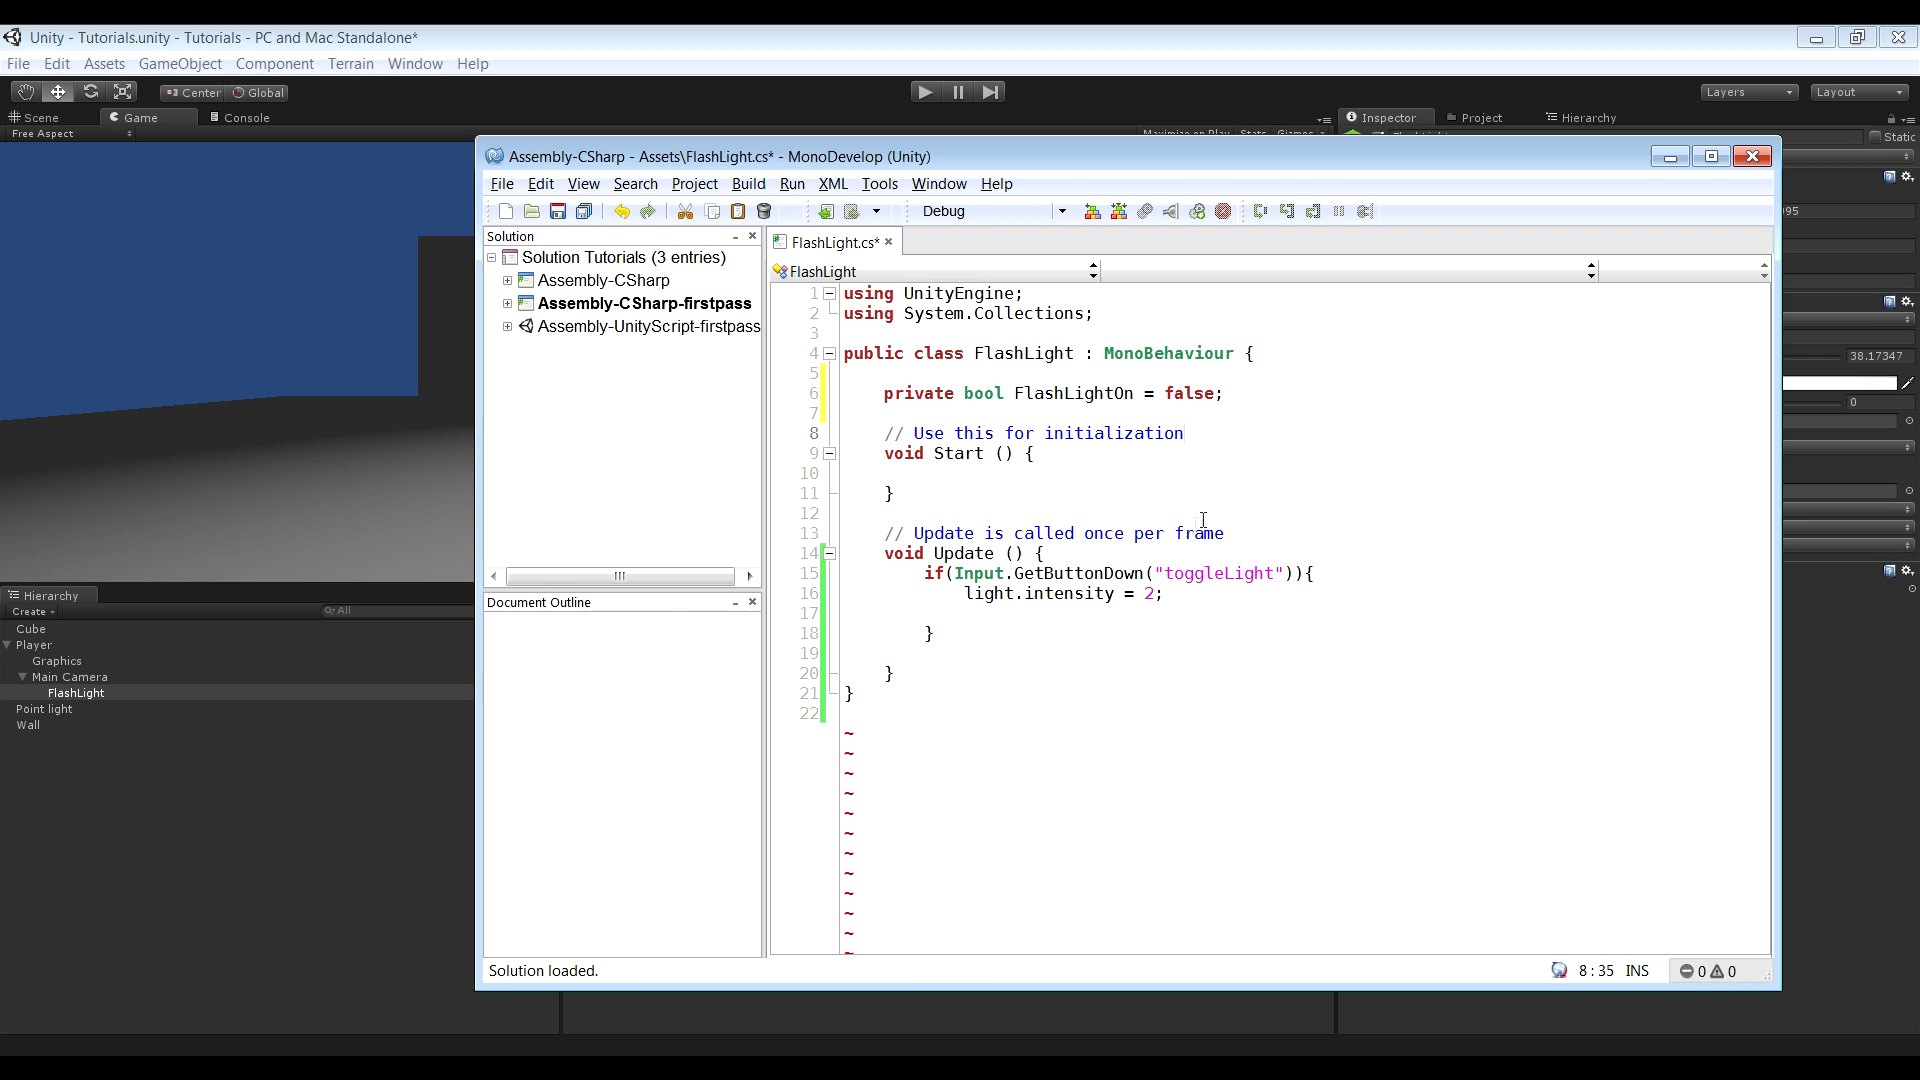 Unity - Tutorials.unity - Tutorials - PC and Mac Standalone*
File Edit Assets GameObject Component Terrain Window Help
Center Global
Layers Layout
Scene Game Console
Inspector Project Hierarchy
Free Aspect
Maximize on Play Stats Gizmos
Static
Assembly-CSharp - Assets\FlashLight.cs* - MonoDevelop (Unity)
File Edit View Search Project Build Run XML Tools Window Help
Debug
Solution
Solution Tutorials (3 entries)
Assembly-CSharp
Assembly-CSharp-firstpass
Assembly-UnityScript-firstpass
Document Outline
FlashLight.cs*
FlashLight
1 using UnityEngine;
2 using System.Collections;
3
4 public class FlashLight : MonoBehaviour {
5
6 private bool FlashLightOn = false;
7
8 // Use this for initialization
9 void Start () {
10
11 }
12
13 // Update is called once per frame
14 void Update () {
15 if(Input.GetButtonDown("toggleLight")){
16 light.intensity = 2;
17
18 }
19
20 }
21 }
22
~
~
~
~
~
~
~
~
~
~
~
~
Solution loaded.
8 : 35 INS
0 0
95
38.17347
0
Hierarchy
Create All
Cube
Player
Graphics
Main Camera
FlashLight
Point light
Wall